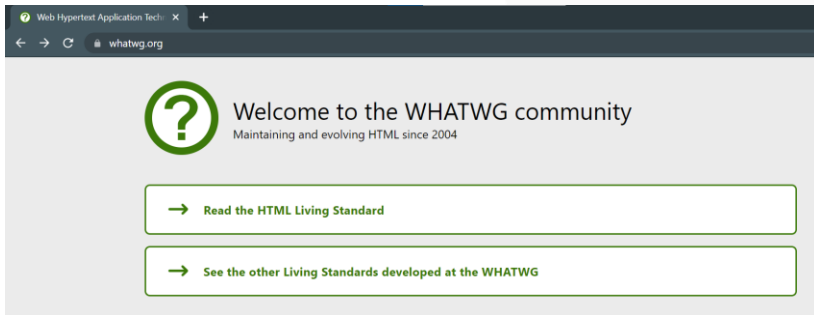 Web Hypertext Application Tech
whatwg.org
Welcome to the WHATWG community
Maintaining and evolving HTML since 2004
Read the HTML Living Standard
See the other Living Standards developed at the WHATWG